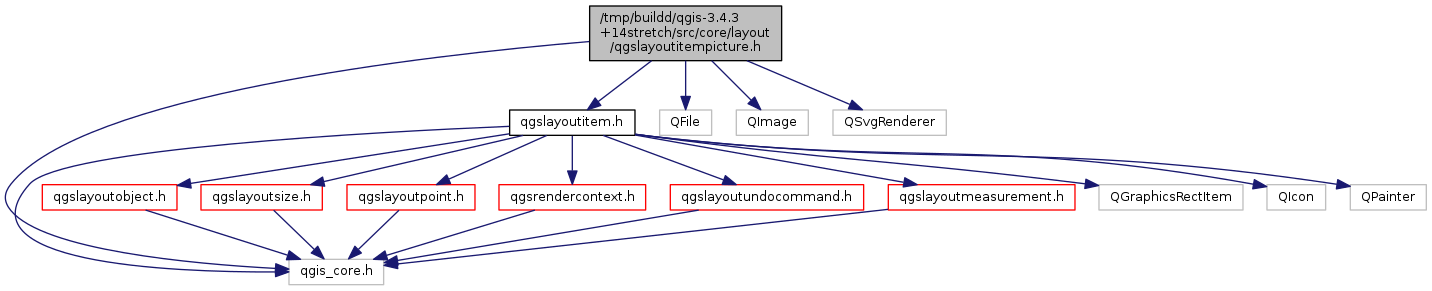 /tmp/buildd/qgis-3.4.3
+14stretch/src/core/layout
/qgslayoutitempicture.h
qgslayoutitem.h
QFile
QImage
QSvgRenderer
qgslayoutobject.h
qgslayoutsize.h
qgslayoutpoint.h
qgsrendercontext.h
qgslayoutundocommand.h
qgslayoutmeasurement.h
QGraphicsRectItem
QIcon
QPainter
qgis_core.h